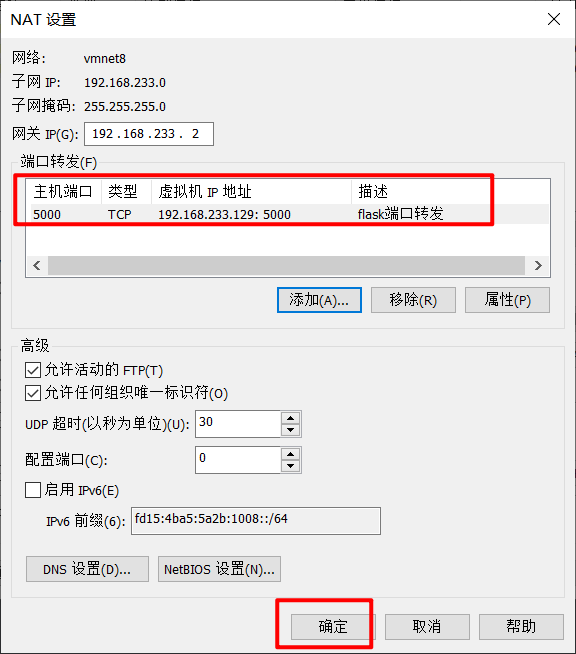 NAT 设置
网络: vmnet8
子网 IP: 192.168.233.0
子网掩码: 255.255.255.0
网关 IP(G): 192 . 168 . 233 . 2
端口转发(F)
主机端口 类型 虚拟机 IP 地址 描述
5000 TCP 192.168.233.129: 5000 flask端口转发
添加(A)... 移除(R) 属性(P)
高级
允许活动的 FTP(T)
允许任何组织唯一标识符(O)
UDP 超时(以秒为单位)(U): 30
配置端口(C): 0
启用 IPv6(E)
IPv6 前缀(6): fd15:4ba5:5a2b:1008::/64
DNS 设置(D)... NetBIOS 设置(N)...
确定 取消 帮助